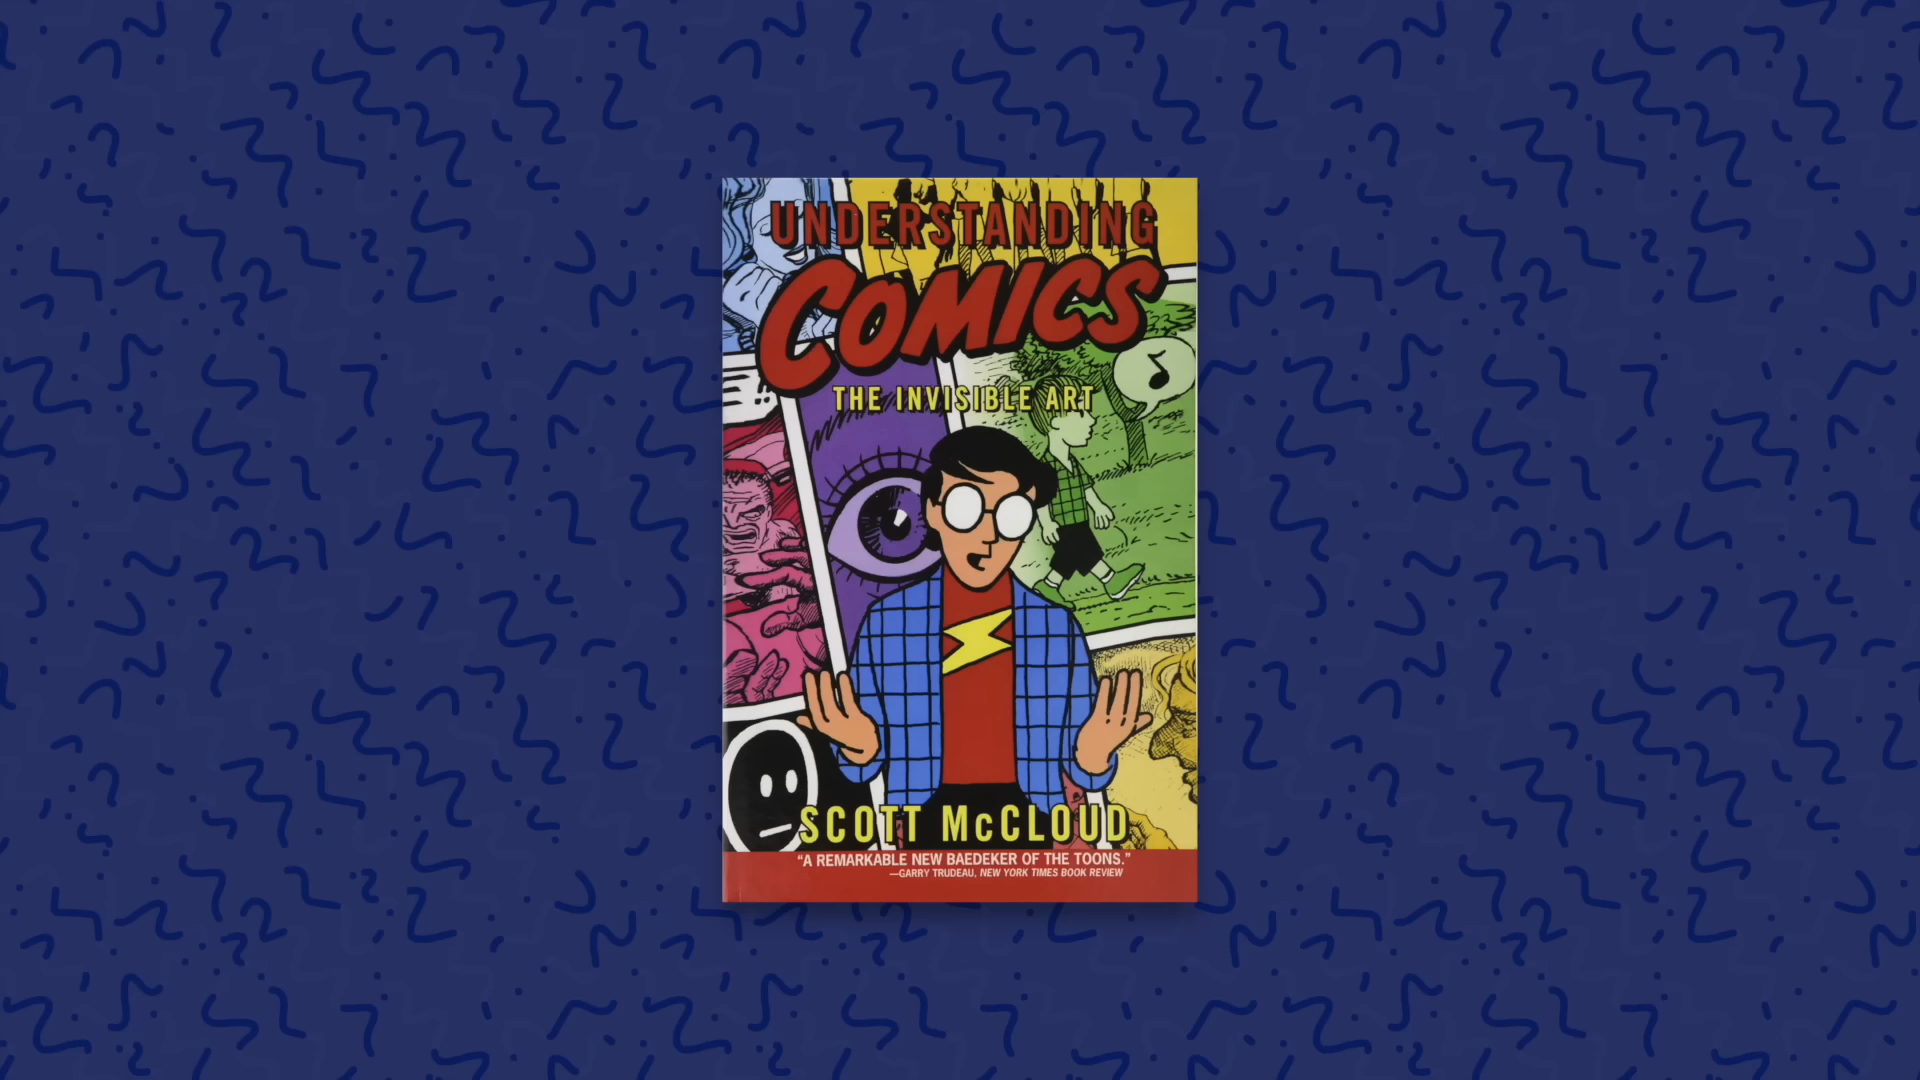 UNDERSTANDING
COMICS
THE INVISIBLE ART
SCOTT McCLOUD
“A REMARKABLE NEW BAEDEKER OF THE TOONS.”
—GARRY TRUDEAU, NEW YORK TIMES BOOK REVIEW